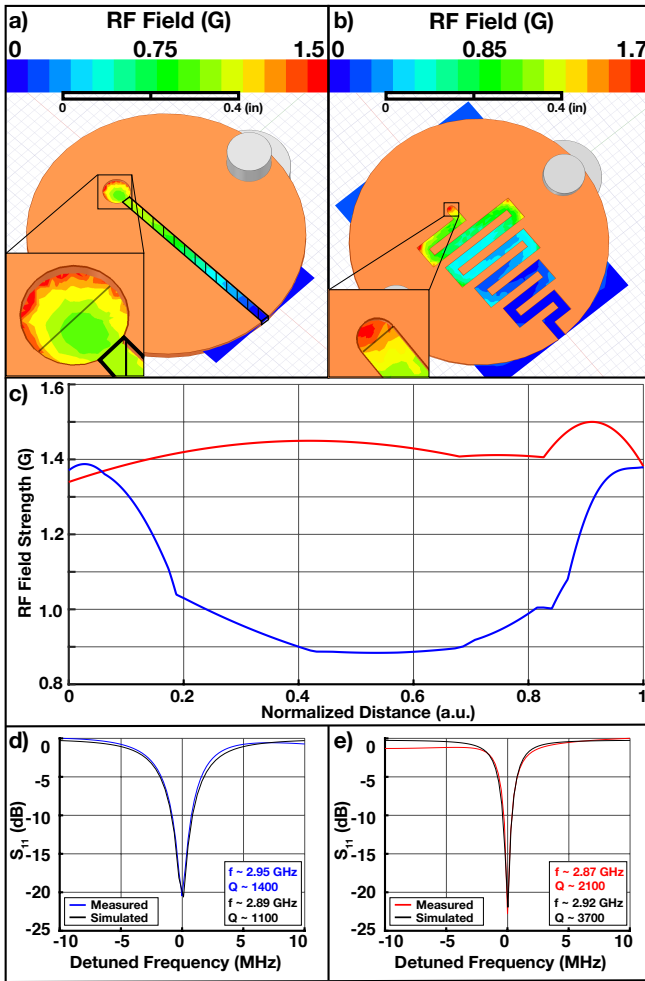 a) RF Field (G)
0 0.75 1.5
0 0.4 (in)
b) RF Field (G)
0 0.85 1.7
0 0.4 (in)
c)
1.6
1.4
1.2
1.0
0.8
RF Field Strength (G)
0 0.2 0.4 0.6 0.8 1
Normalized Distance (a.u.)
d)
0
-5
-10
-15
-20
-25
S11 (dB)
f ~ 2.95 GHz
Q ~ 1400
f ~ 2.89 GHz
Q ~ 1100
Measured
Simulated
-10 -5 0 5 10
Detuned Frequency (MHz)
e)
0
-5
-10
-15
-20
-25
S11 (dB)
f ~ 2.87 GHz
Q ~ 2100
f ~ 2.92 GHz
Q ~ 3700
Measured
Simulated
-10 -5 0 5 10
Detuned Frequency (MHz)